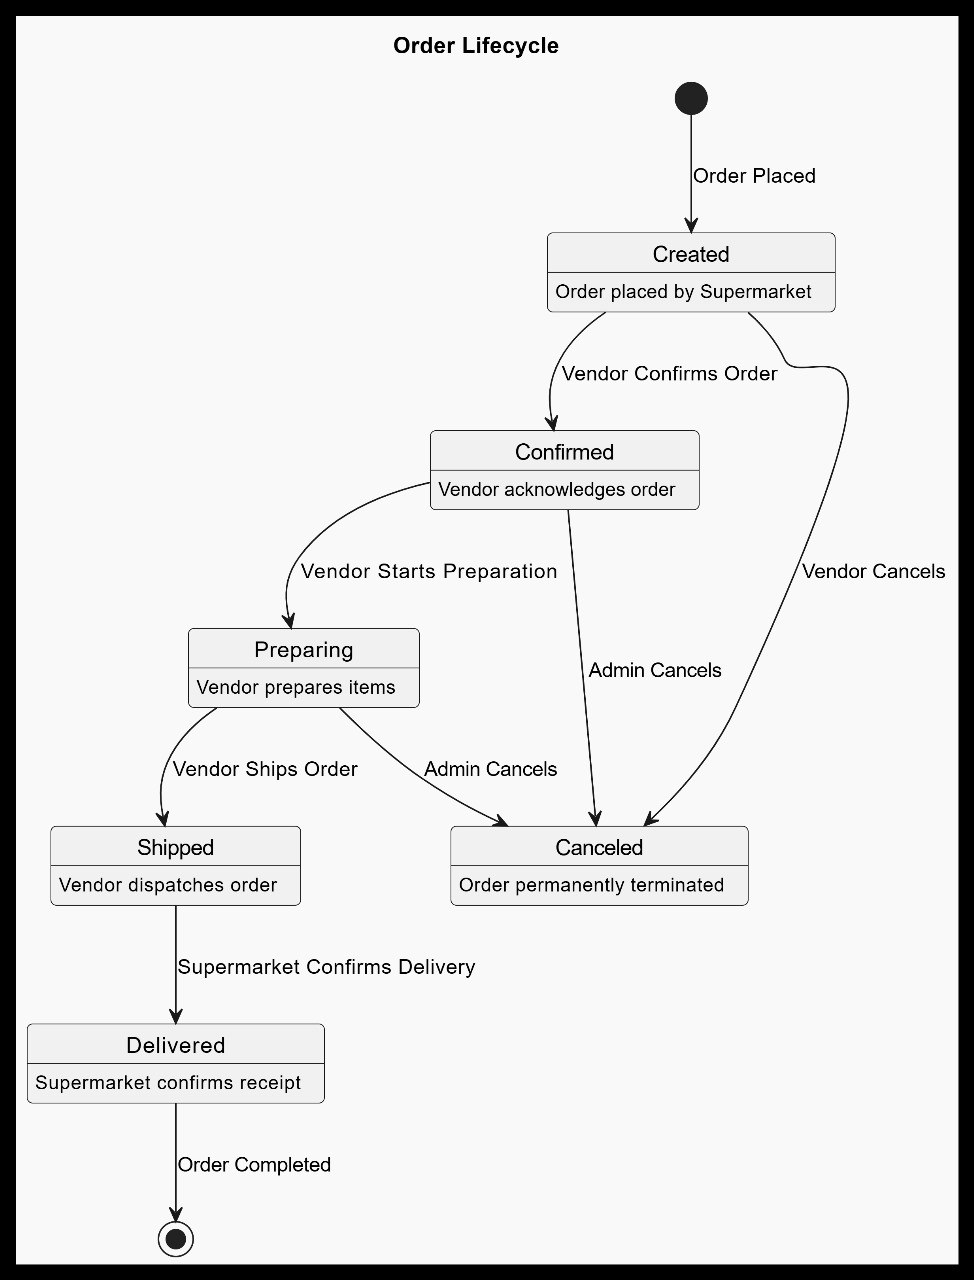 Order Lifecycle
Order Placed
Created
Order placed by Supermarket
Vendor Confirms Order
Confirmed
Vendor acknowledges order
Vendor Starts Preparation
Vendor Cancels
Preparing
Vendor prepares items
Admin Cancels
Vendor Ships Order
Admin Cancels
Shipped
Vendor dispatches order
Canceled
Order permanently terminated
Supermarket Confirms Delivery
Delivered
Supermarket confirms receipt
Order Completed